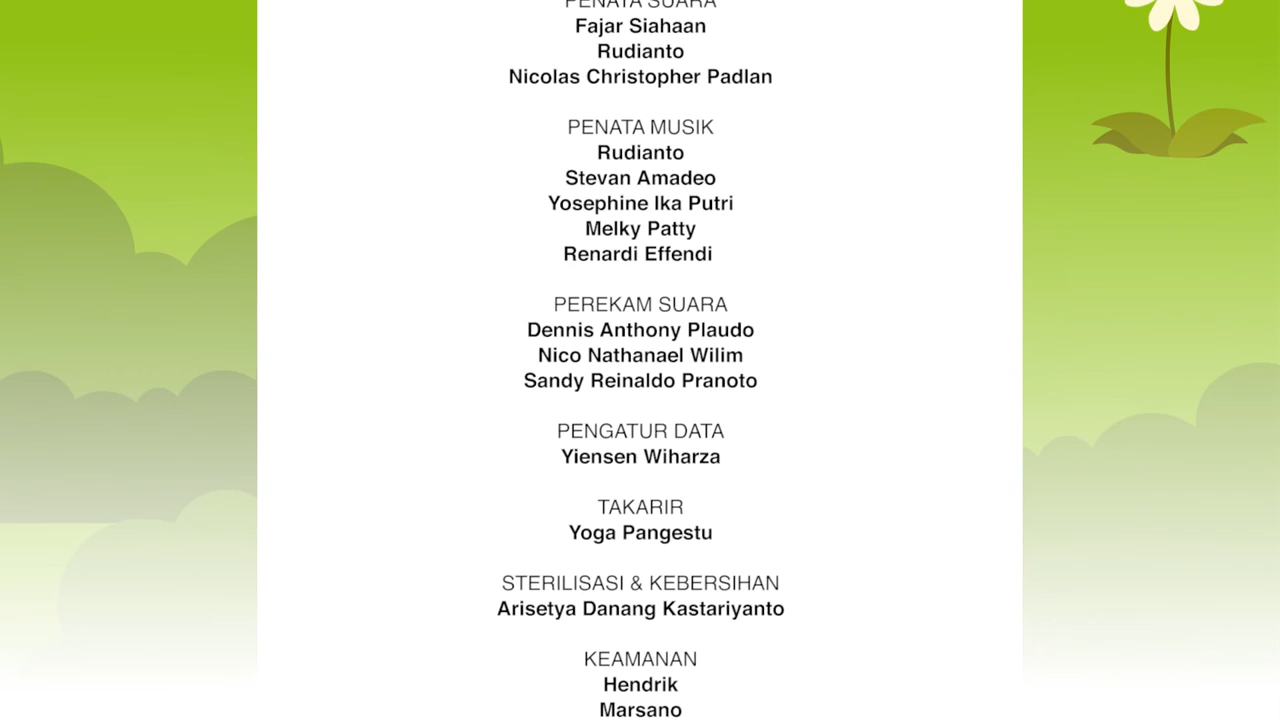 PENATA SUARA
Fajar Siahaan
Rudianto
Nicolas Christopher Padlan
PENATA MUSIK
Rudianto
Stevan Amadeo
Yosephine Ika Putri
Melky Patty
Renardi Effendi
PEREKAM SUARA
Dennis Anthony Plaudo
Nico Nathanael Wilim
Sandy Reinaldo Pranoto
PENGATUR DATA
Yiensen Wiharza
TAKARIR
Yoga Pangestu
STERILISASI & KEBERSIHAN
Arisetya Danang Kastariyanto
KEAMANAN
Hendrik
Marsano